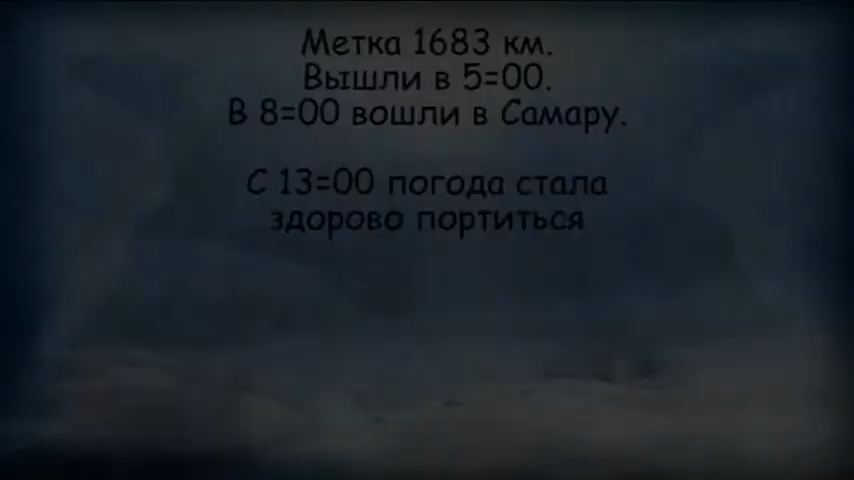 Метка 1683 км.
Вышли в 5=00.
В 8=00 вошли в Самару.
С 13=00 погода стала
здорово портиться